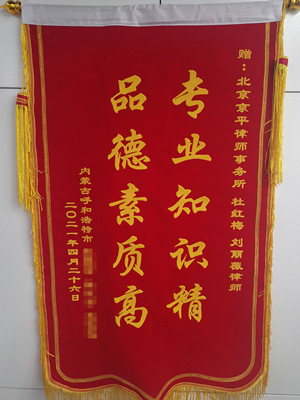 赠：北京京平律师事务所 杜红梅 刘丽薇律师
专业知识精
品德素质高
内蒙古呼和浩特市
二〇二一年四月二十六日